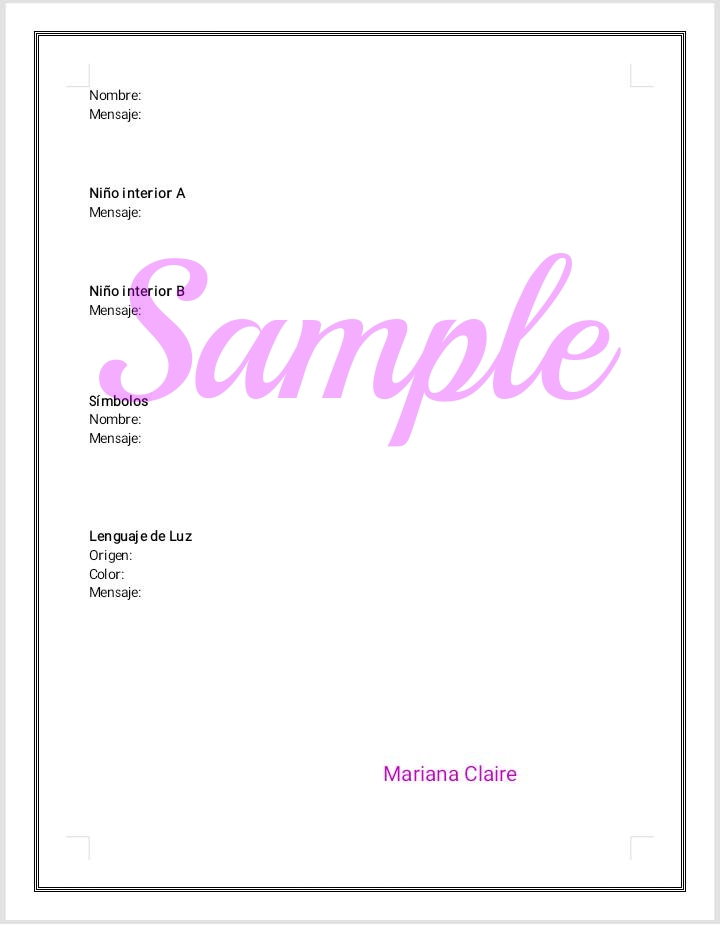 Nombre:
Mensaje:
Niño interior A
Mensaje:
Niño interior B
Mensaje:
Sample
Símbolos
Nombre:
Mensaje:
Lenguaje de Luz
Origen:
Color:
Mensaje:
Mariana Claire